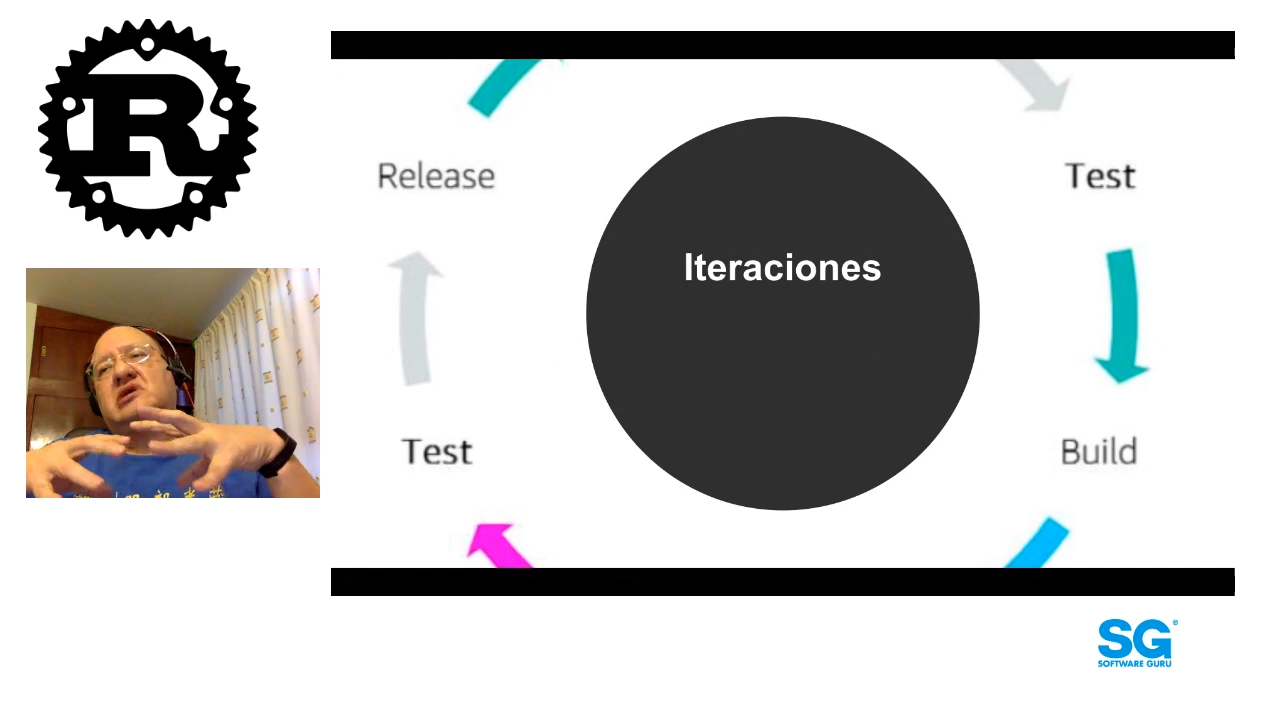 R
Release
Test
Iteraciones
Test
Build
SG®
SOFTWARE GURU